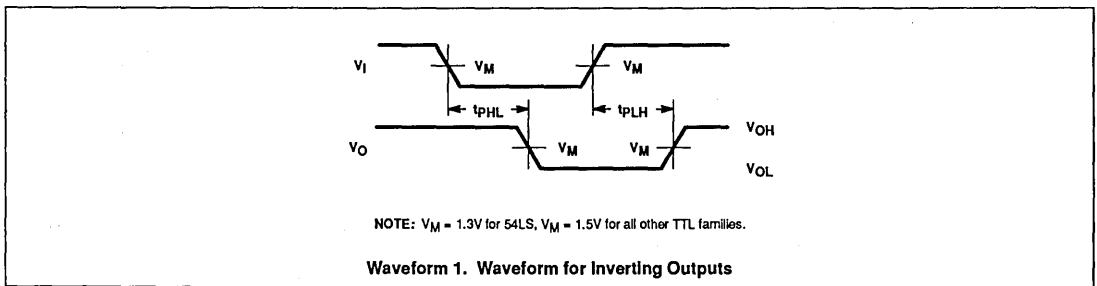 VI VM VM
tPHL tPLH
VOH
VO VM VM
VOL
NOTE: VM = 1.3V for 54LS, VM = 1.5V for all other TTL families.
Waveform 1. Waveform for Inverting Outputs